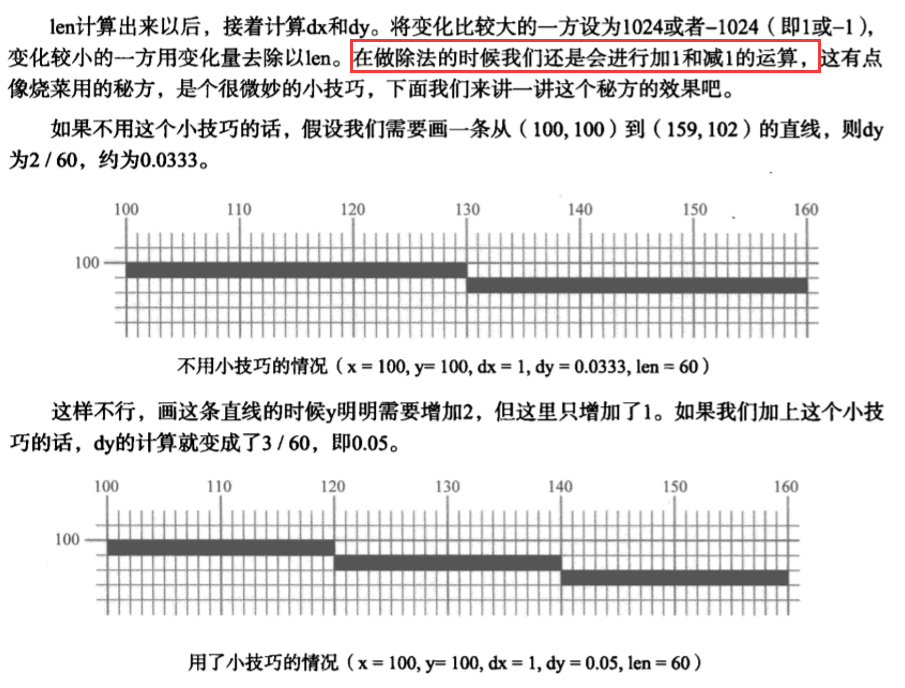 len计算出来以后，接着计算dx和dy。将变化比较大的一方设为1024或者-1024（即1或-1），
变化较小的一方用变化量去除以len。在做除法的时候我们还是会进行加1和减1的运算，这有点
像烧菜用的秘方，是个很微妙的小技巧，下面我们来讲一讲这个秘方的效果吧。
如果不用这个小技巧的话，假设我们需要画一条从（100, 100）到（159, 102）的直线，则dy
为2 / 60，约为0.0333。
100 110 120 130 140 150 160
100
不用小技巧的情况（x = 100, y= 100, dx = 1, dy = 0.0333, len = 60）
这样不行，画这条直线的时候y明明需要增加2，但这里只增加了1。如果我们加上这个小技
巧的话，dy的计算就变成了3 / 60，即0.05。
100 110 120 130 140 150 160
100
用了小技巧的情况（x = 100, y= 100, dx = 1, dy = 0.05, len = 60）